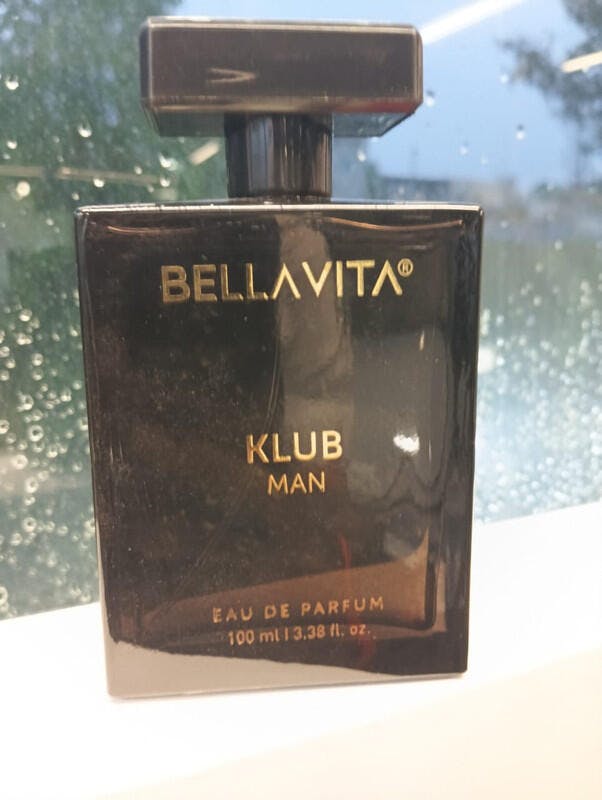 BELLAVITA®
KLUB
MAN
EAU DE PARFUM
100 ml | 3.38 fl. oz.